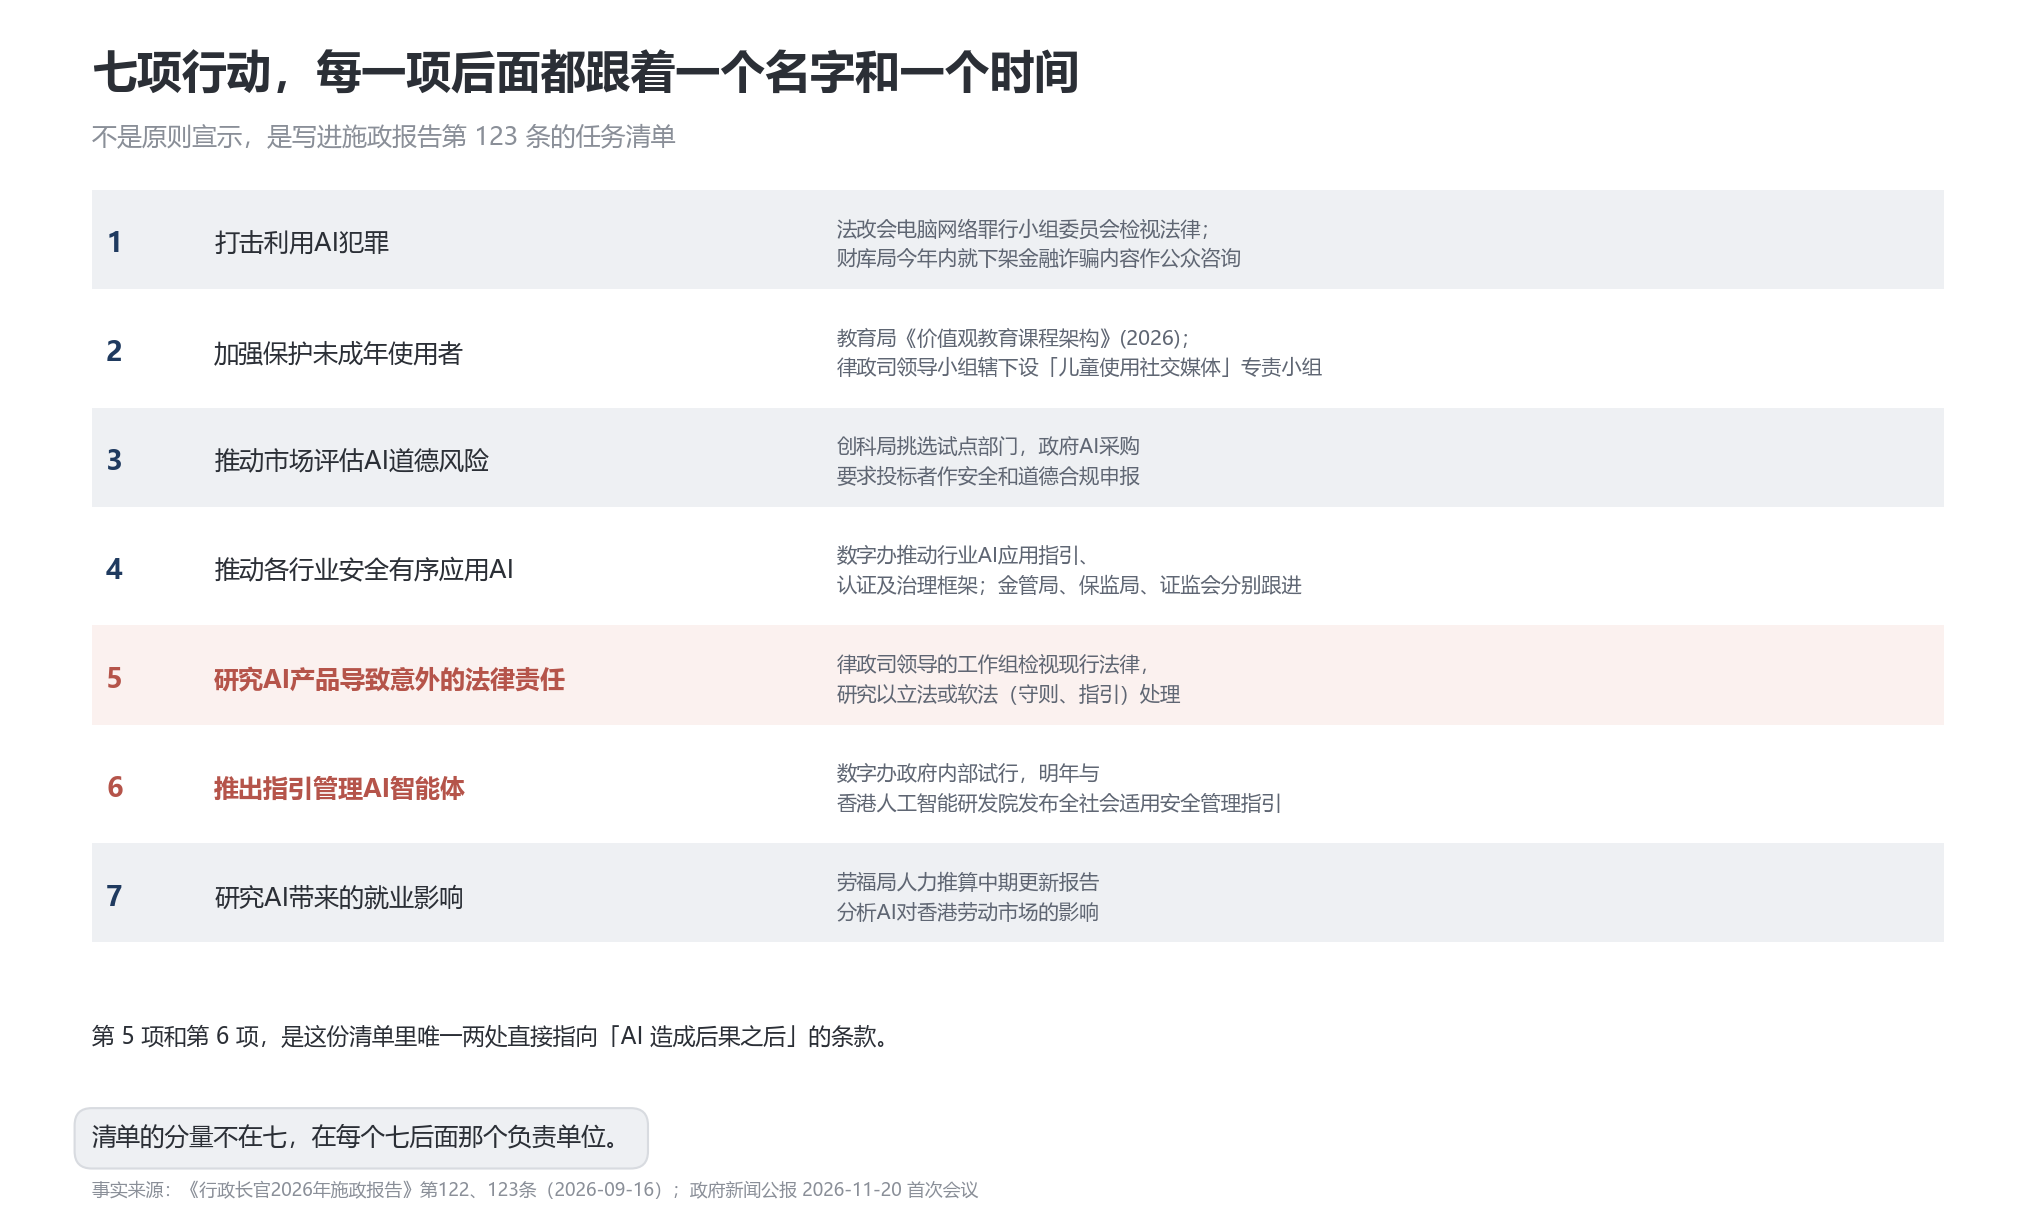 七项行动，每一项后面都跟着一个名字和一个时间
不是原则宣示，是写进施政报告第 123 条的任务清单
1
打击利用AI犯罪
法改会电脑网络罪行小组委员会检视法律；
财库局今年内就下架金融诈骗内容作公众咨询
2
加强保护未成年使用者
教育局《价值观教育课程架构》(2026)；
律政司领导小组辖下设「儿童使用社交媒体」专责小组
3
推动市场评估AI道德风险
创科局挑选试点部门，政府AI采购
要求投标者作安全和道德合规申报
4
推动各行业安全有序应用AI
数字办推动行业AI应用指引、
认证及治理框架；金管局、保监局、证监会分别跟进
5
研究AI产品导致意外的法律责任
律政司领导的工作组检视现行法律，
研究以立法或软法（守则、指引）处理
6
推出指引管理AI智能体
数字办政府内部试行，明年与
香港人工智能研发院发布全社会适用安全管理指引
7
研究AI带来的就业影响
劳福局人力推算中期更新报告
分析AI对香港劳动市场的影响
第 5 项和第 6 项，是这份清单里唯一两处直接指向「AI 造成后果之后」的条款。
清单的分量不在七，在每个七后面那个负责单位。
事实来源：《行政长官2026年施政报告》第122、123条（2026-09-16）；政府新闻公报 2026-11-20 首次会议